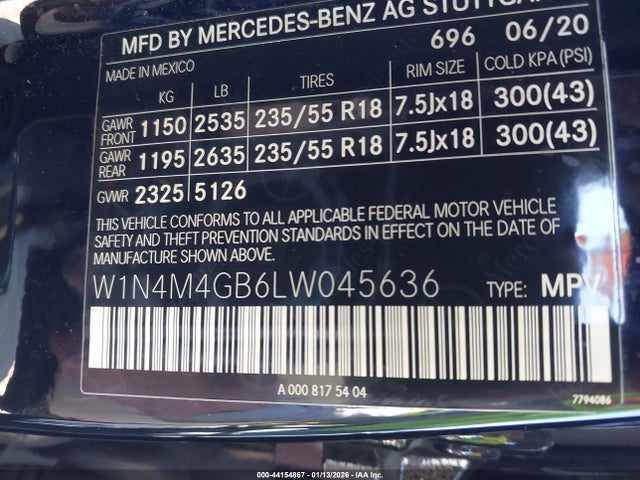 MFD BY MERCEDES-BENZ AG STUTTGAR
696 06/20
MADE IN MEXICO
KG LB TIRES RIM SIZE COLD KPA(PSI)
GAWR FRONT 1150 2535 235/55 R18 7.5Jx18 300(43)
GAWR REAR 1195 2635 235/55 R18 7.5Jx18 300(43)
GVWR 2325 5126
THIS VEHICLE CONFORMS TO ALL APPLICABLE FEDERAL MOTOR VEHICLE
SAFETY AND THEFT PREVENTION STANDARDS IN EFFECT ON THE DATE OF
MANUFACTURE SHOWN ABOVE.
W1N4M4GB6LW045636 TYPE: MPV
A 000 817 54 04
7794086
000-44154867 - 01/13/2026 - IAA Inc.